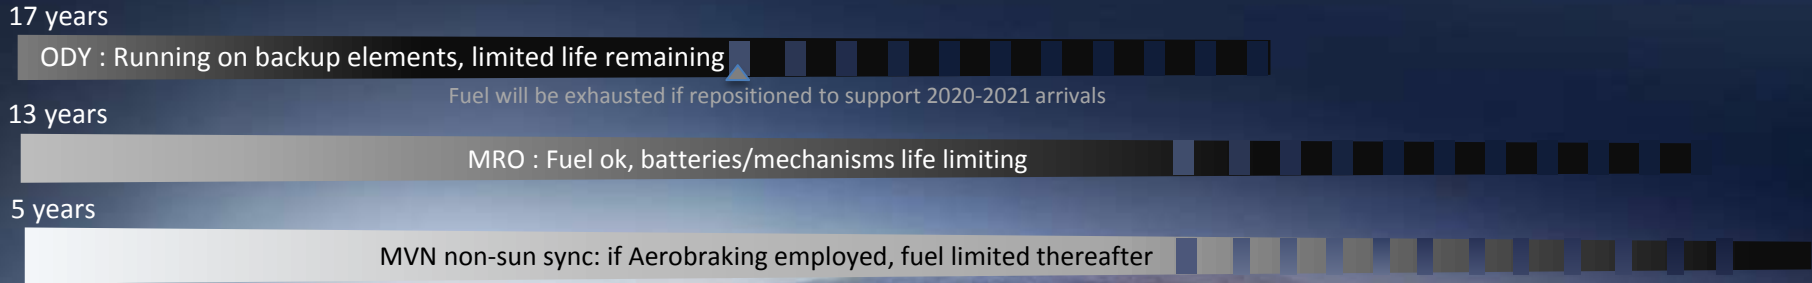 17 years
ODY : Running on backup elements, limited life remaining
Fuel will be exhausted if repositioned to support 2020-2021 arrivals
13 years
MRO : Fuel ok, batteries/mechanisms life limiting
5 years
MVN non-sun sync: if Aerobraking employed, fuel limited thereafter